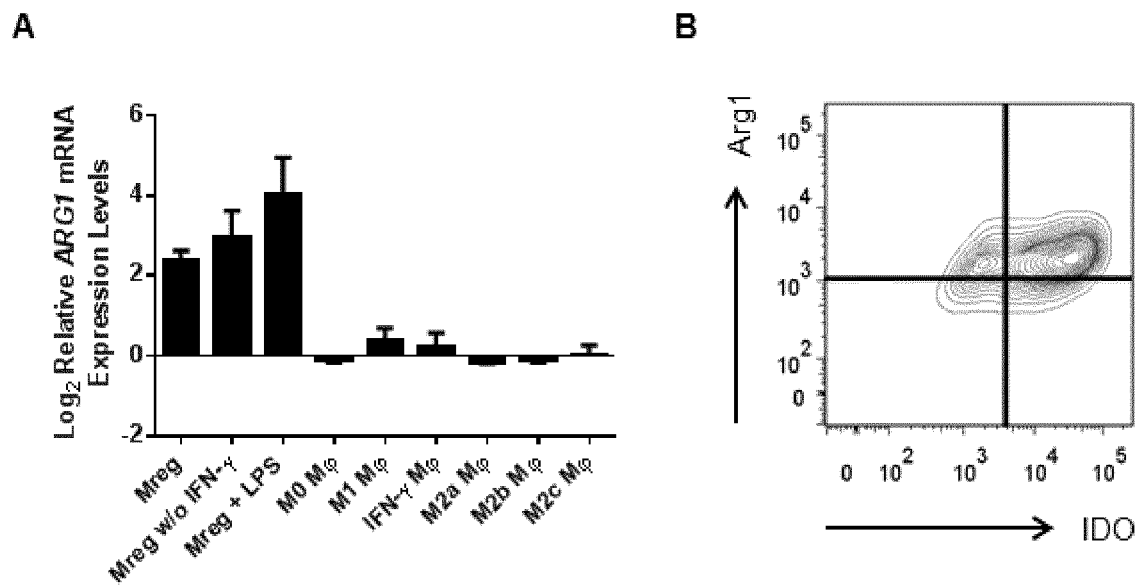 A
B
Log₂ Relative ARG1 mRNA
Expression Levels
6
4
2
0
-2
Mreg
Mreg w/o IFN-γ
Mreg + LPS
M0 Mφ
M1 Mφ
IFN-γ Mφ
M2a Mφ
M2b Mφ
M2c Mφ
Arg1
10⁵
10⁴
10³
10²
0
0 10² 10³ 10⁴ 10⁵
IDO